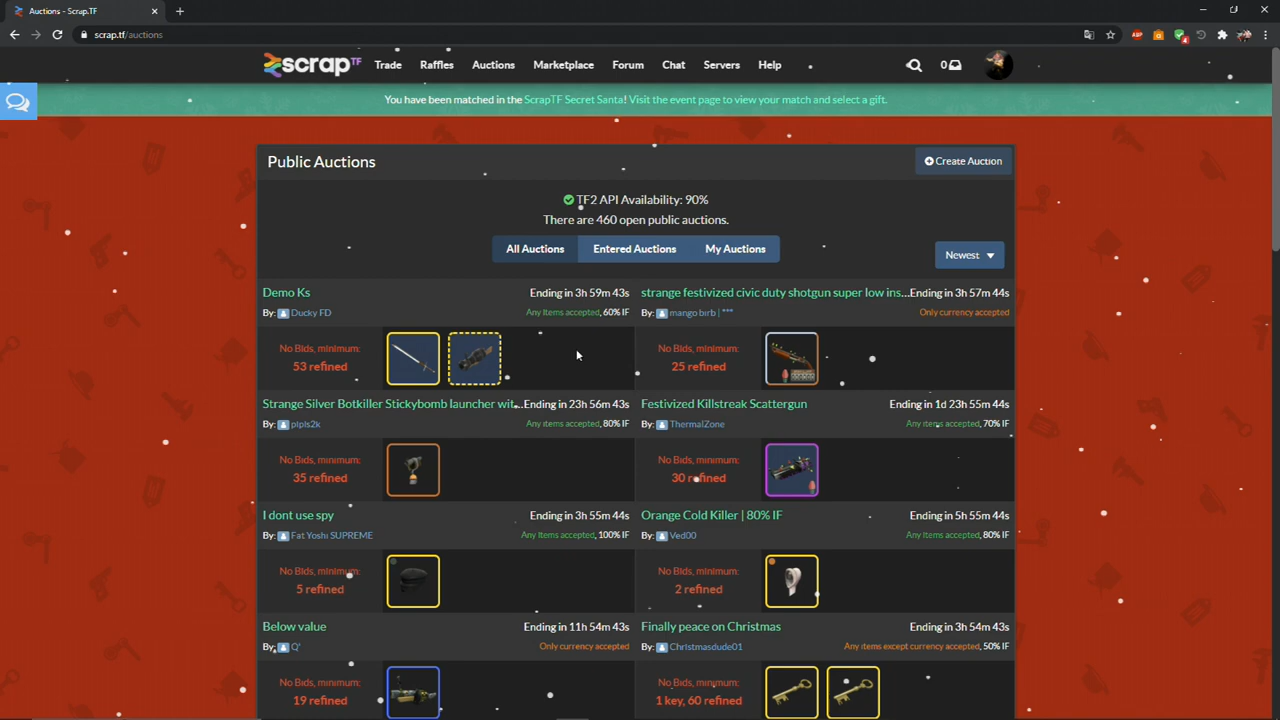 Auctions - Scrap.TF
scrap.tf/auctions
ABP
4
scrapTF Trade Raffles Auctions Marketplace Forum Chat Servers Help 0
You have been matched in the ScrapTF Secret Santa! Visit the event page to view your match and select a gift.
Public Auctions
Create Auction
TF2 API Availability: 90%
There are 460 open public auctions.
All Auctions Entered Auctions My Auctions
Newest
Demo Ks Ending in 3h 59m 43s
By: Ducky FD Any items accepted, 60% IF
No Bids, minimum:
53 refined
strange festivized civic duty shotgun super low ins... Ending in 3h 57m 44s
By: mango birb | *** Only currency accepted
No Bids, minimum:
25 refined
Strange Silver Botkiller Stickybomb launcher wit... Ending in 23h 56m 43s
By: pipis2k Any items accepted, 80% IF
No Bids, minimum:
35 refined
Festivized Killstreak Scattergun Ending in 1d 23h 55m 44s
By: ThermalZone Any items accepted, 70% IF
No Bids, minimum:
30 refined
I dont use spy Ending in 3h 55m 44s
By: Fat Yoshi SUPREME Any items accepted, 100% IF
No Bids, minimum:
5 refined
Orange Cold Killer | 80% IF Ending in 5h 55m 44s
By: Ved00 Any items accepted, 80% IF
No Bids, minimum:
2 refined
Below value Ending in 11h 54m 43s
By: Q' Only currency accepted
No Bids, minimum:
19 refined
Finally peace on Christmas Ending in 3h 54m 43s
By: Christmasdude01 Any items except currency accepted, 50% IF
No Bids, minimum:
1 key, 60 refined